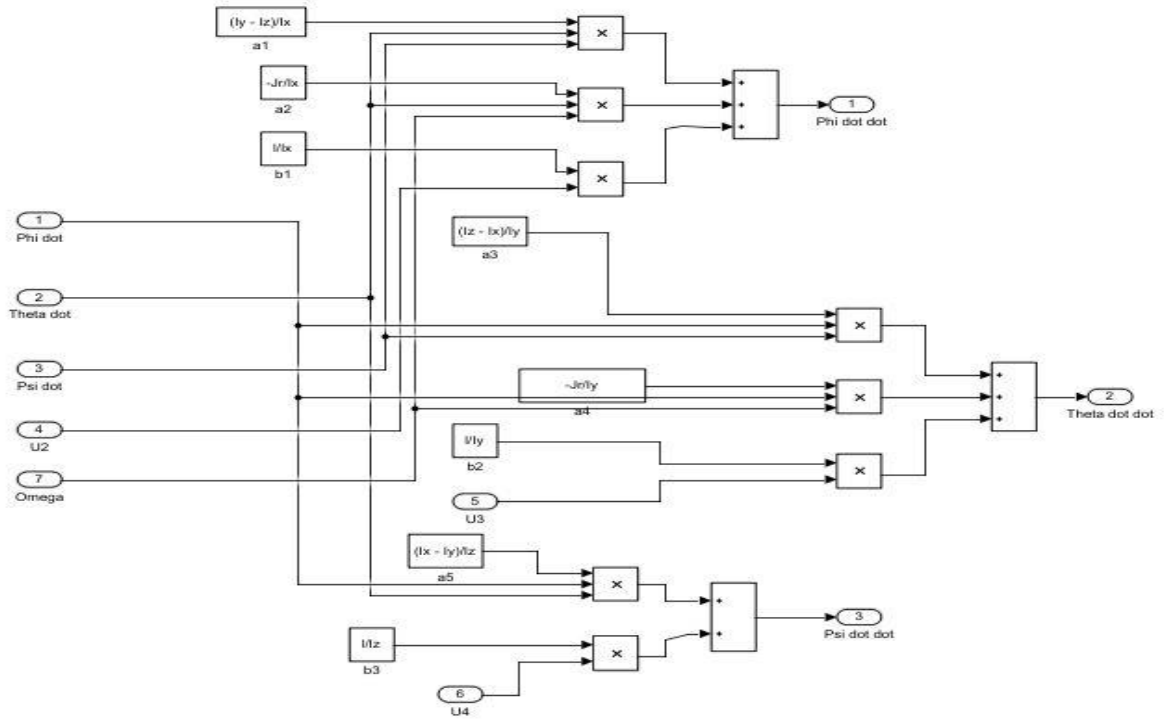 (Iy - Iz)/Ix
a1
×
-Jr/Ix
a2
×
l/Ix
b1
×
+
+
+
1
Phi dot dot
1
Phi dot
(Iz - Ix)/Iy
a3
2
Theta dot
×
3
Psi dot
-Jr/Iy
a4
×
+
+
+
2
Theta dot dot
4
U2
l/Iy
b2
×
7
Omega
5
U3
(Ix - Iy)/Iz
a5
×
+
+
3
Psi dot dot
l/Iz
b3
×
6
U4